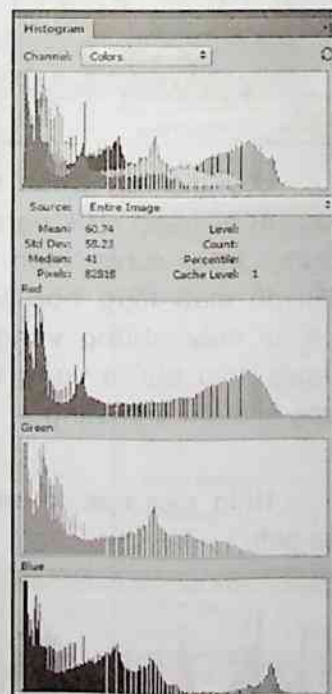 Histogram
Channel: Colors
Source: Entire Image
Mean: 60.74 Level:
Std Dev: 58.23 Count:
Median: 41 Percentile:
Pixels: 82818 Cache Level: 1
Red
Green
Blue